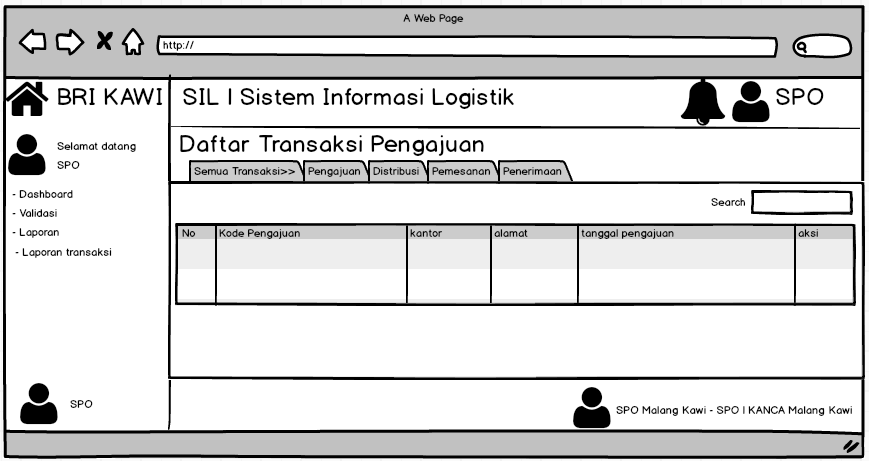 A Web Page
http://
BRI KAWI
SIL | Sistem Informasi Logistik
SPO
Selamat datang
SPO
- Dashboard
- Validasi
- Laporan
- Laporan transaksi
Daftar Transaksi Pengajuan
Semua Transaksi>> Pengajuan Distribusi Pemesanan Penerimaan
Search
No Kode Pengajuan kantor alamat tanggal pengajuan aksi
SPO
SPO Malang Kawi - SPO | KANCA Malang Kawi